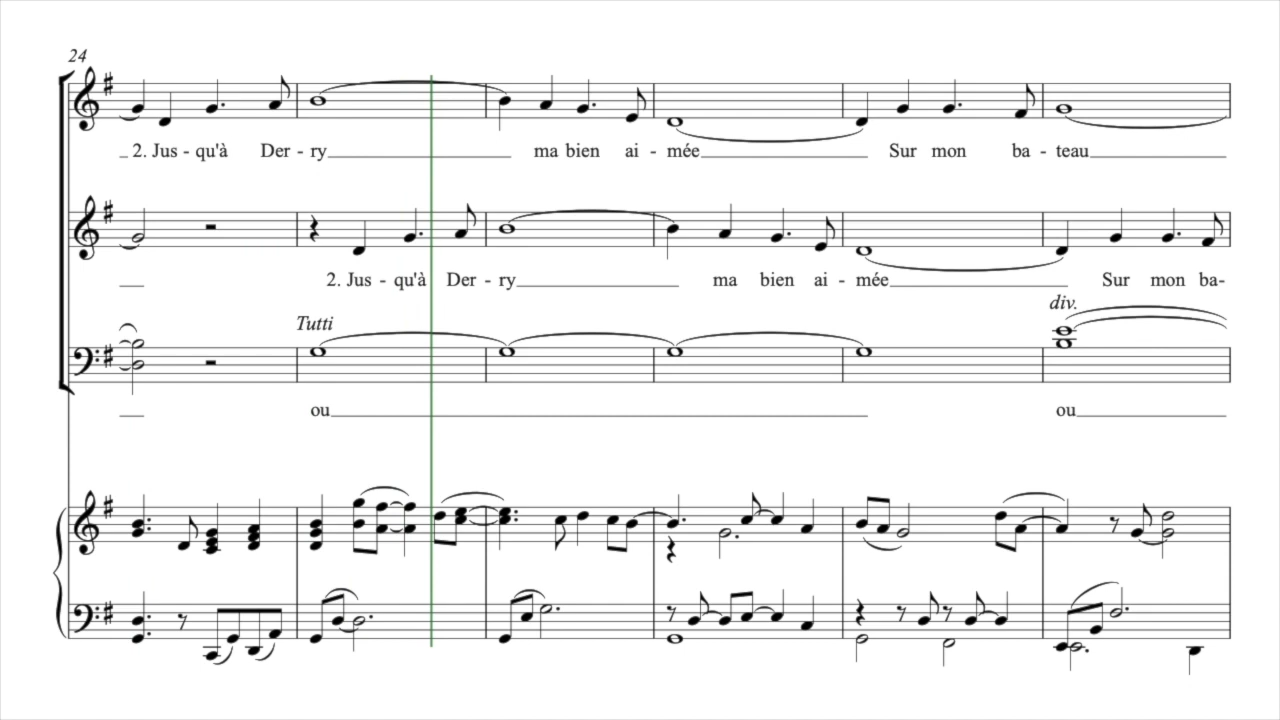 24
2. Jus - qu'à Der - ry ma bien ai - mée Sur mon ba - teau
2. Jus - qu'à Der - ry ma bien ai - mée Sur mon ba-
div.
Tutti
ou ou